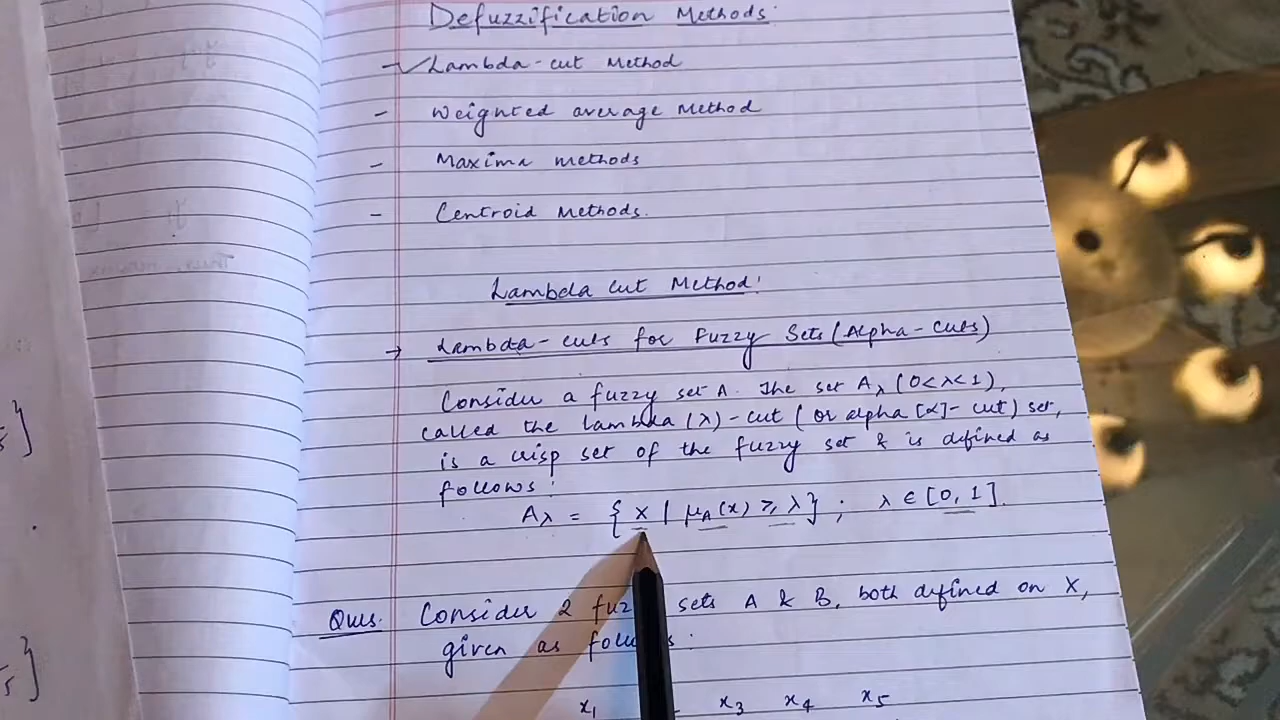 Defuzzification Methods:
- ✓ Lambda-cut Method
- Weighted average Method
- Maxima methods
- Centroid Methods.
Lambda cut Method:
→ Lambda-cuts for Fuzzy Sets (Alpha-cuts)
Consider a fuzzy set A. The set Aλ (0<λ<1),
called the lambda (λ)-cut (or alpha [α]-cut) set,
is a crisp set of the fuzzy set & is defined as
follows:
Aλ = { x | μA(x) ≥ λ} ; λ ∈ [0, 1].
Ques. Consider 2 sets A & B, both defined on X,
given as :
x1 x3 x4 x5
5}
5}